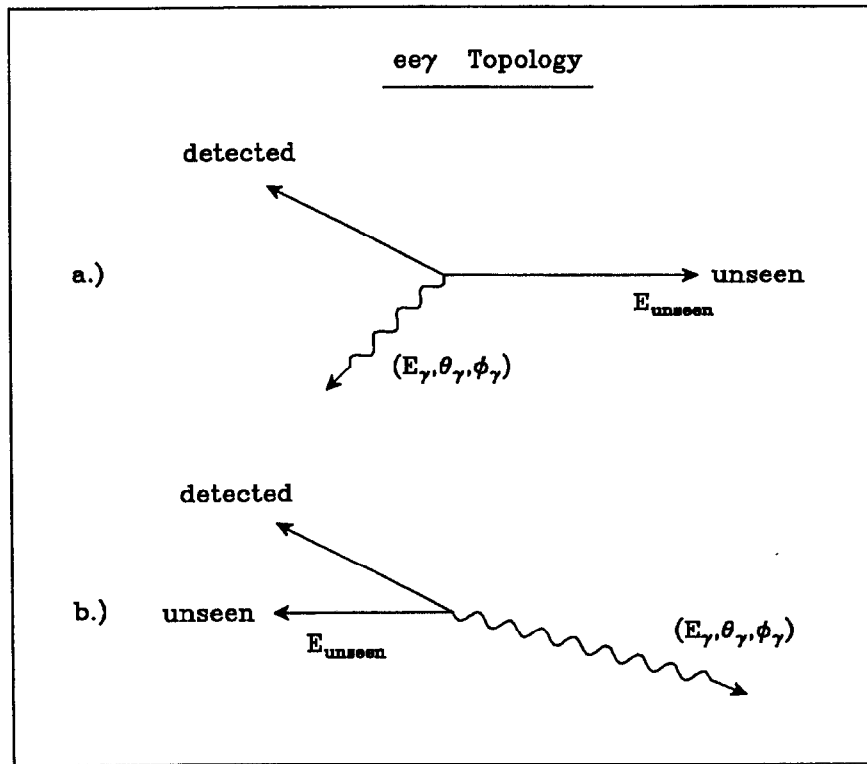 eeγ Topology
detected
a.)
unseen
E_unseen
(E_γ,θ_γ,ϕ_γ)
detected
b.)
unseen
E_unseen
(E_γ,θ_γ,ϕ_γ)